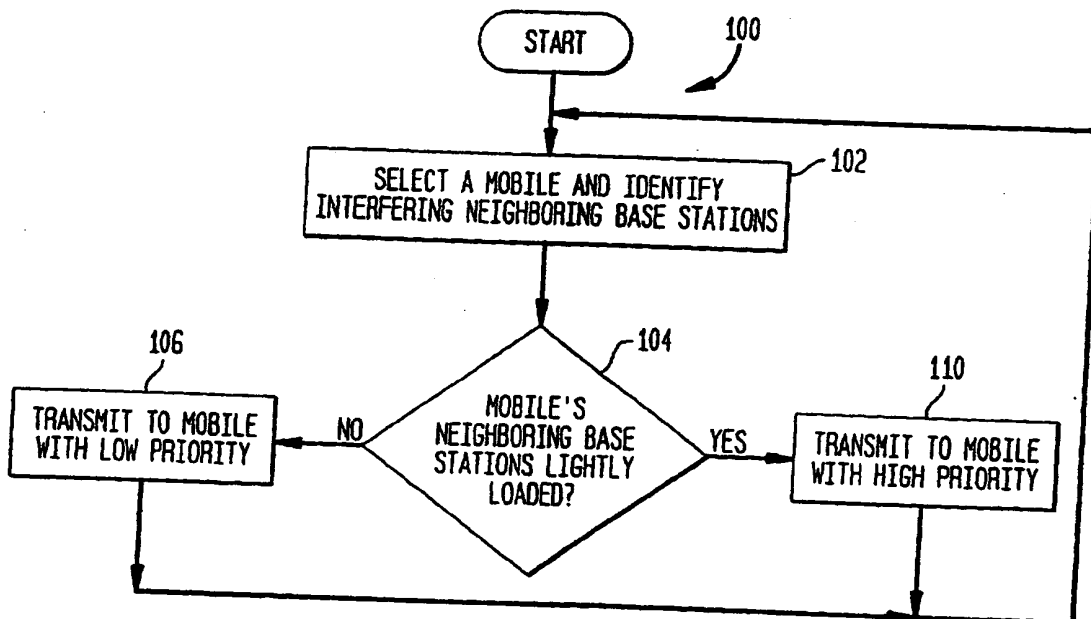 START
100
SELECT A MOBILE AND IDENTIFY
INTERFERING NEIGHBORING BASE STATIONS
102
104
MOBILE'S
NEIGHBORING BASE
STATIONS LIGHTLY
LOADED?
NO
YES
106
TRANSMIT TO MOBILE
WITH LOW PRIORITY
110
TRANSMIT TO MOBILE
WITH HIGH PRIORITY